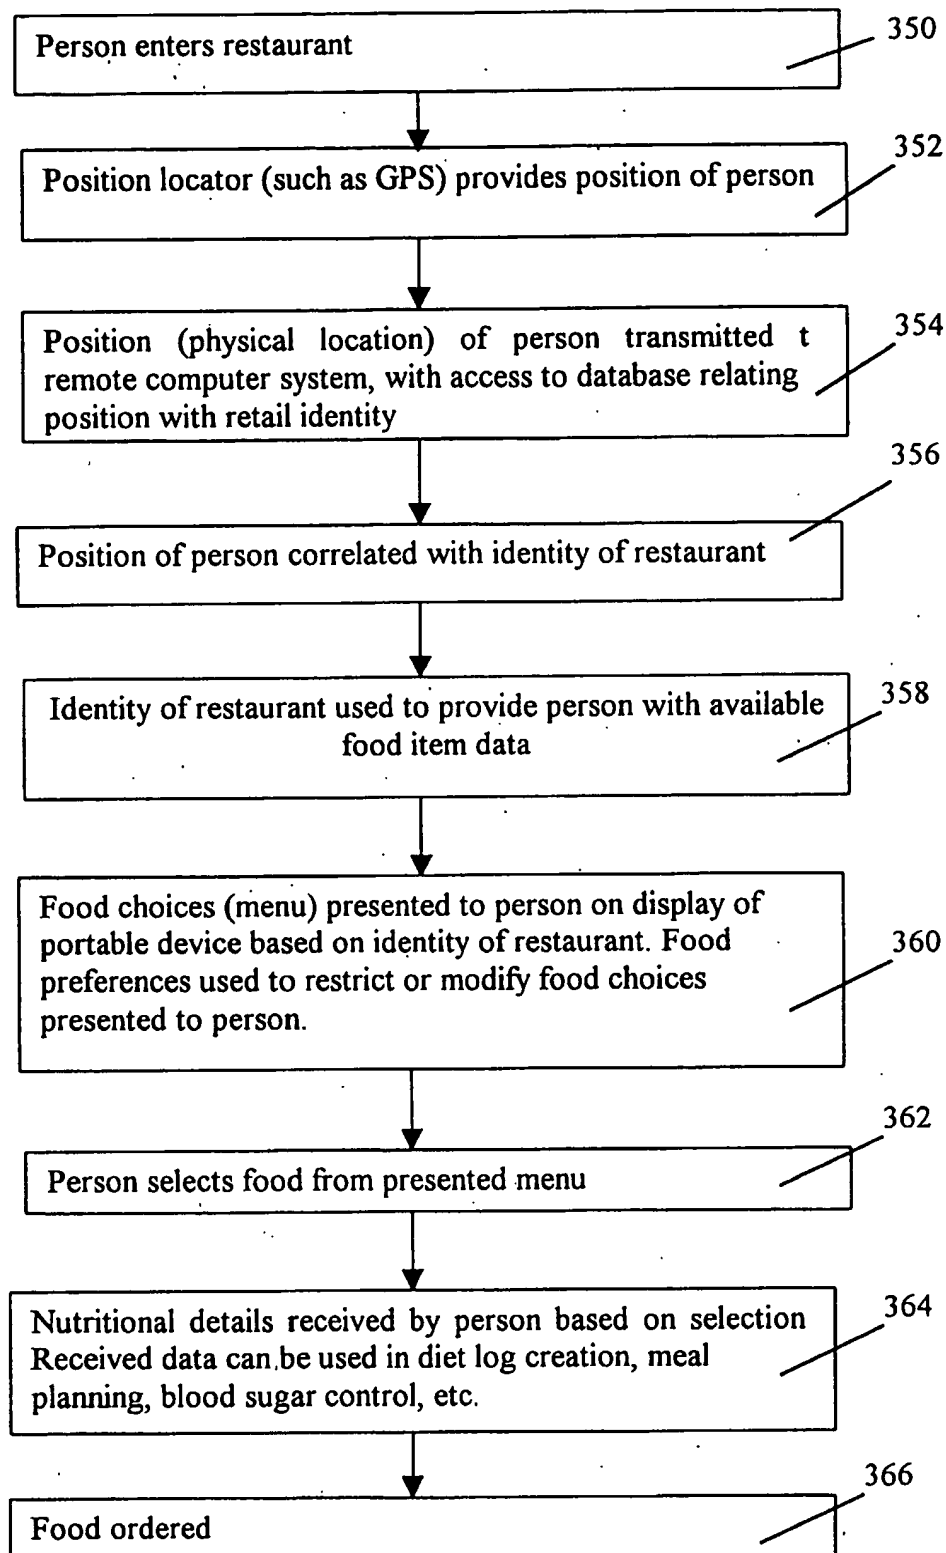 Person enters restaurant
350
Position locator (such as GPS) provides position of person
352
Position (physical location) of person transmitted t
remote computer system, with access to database relating
position with retail identity
354
Position of person correlated with identity of restaurant
356
Identity of restaurant used to provide person with available
food item data
358
Food choices (menu) presented to person on display of
portable device based on identity of restaurant. Food
preferences used to restrict or modify food choices
presented to person.
360
Person selects food from presented menu
362
Nutritional details received by person based on selection
Received data can be used in diet log creation, meal
planning, blood sugar control, etc.
364
Food ordered
366